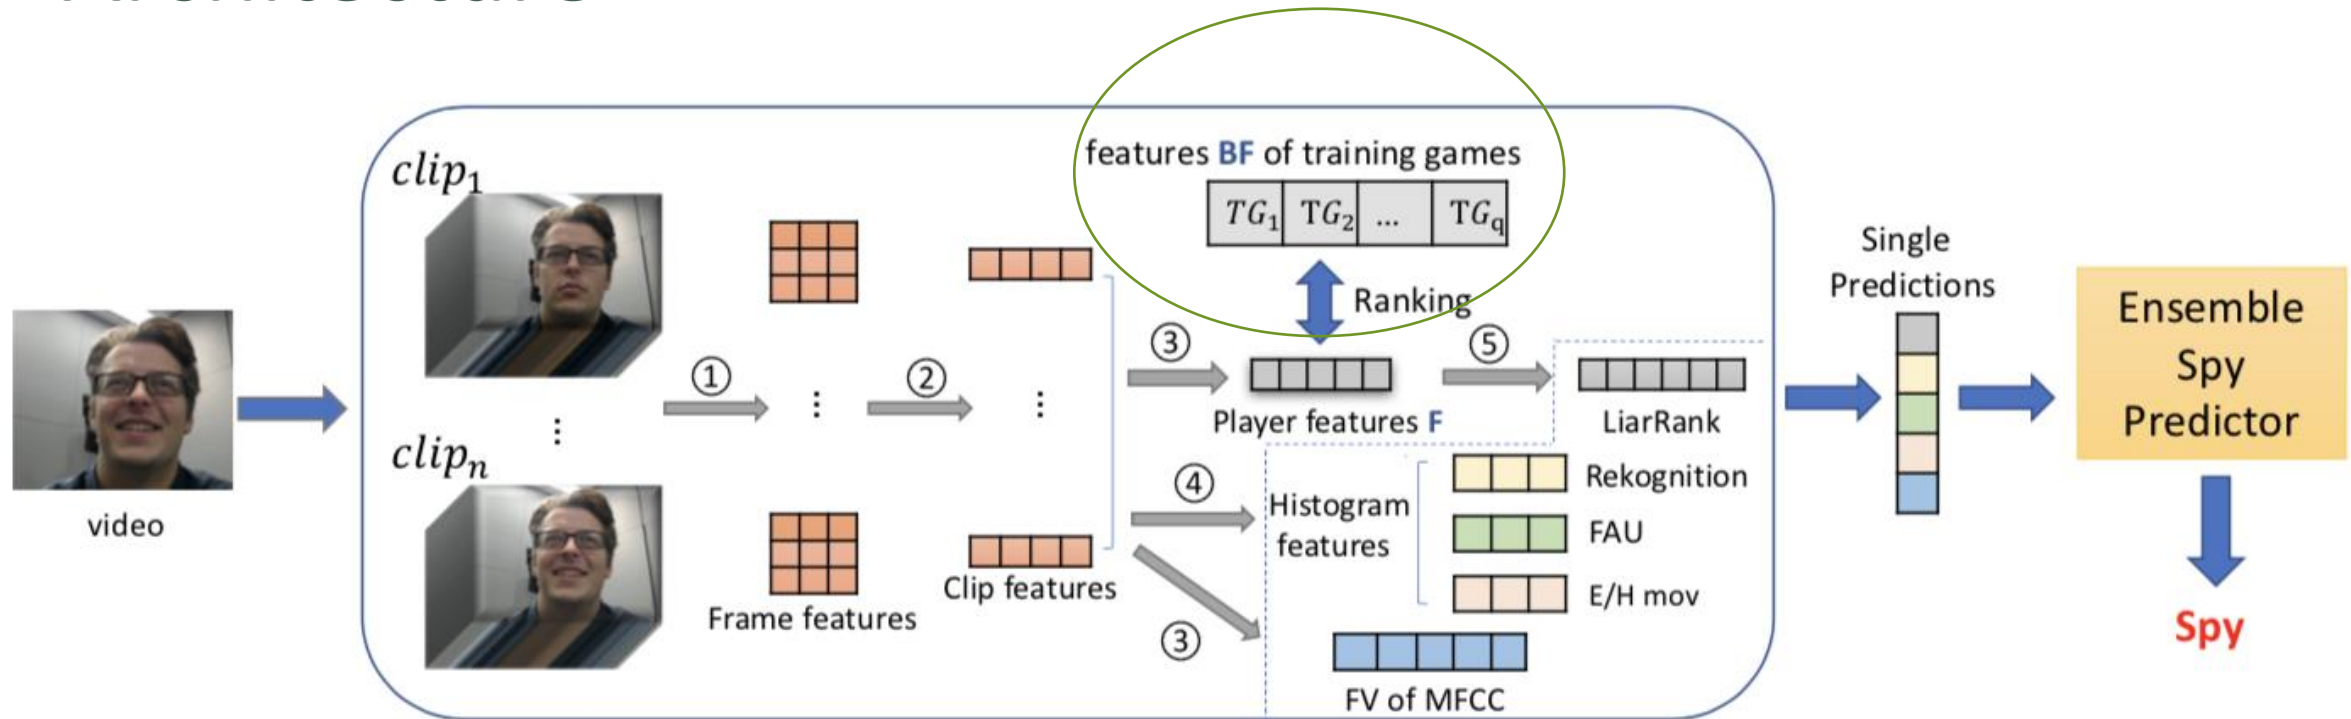 clip₁
clipₙ
video
①
②
Frame features
Clip features
③
④
③
features BF of training games
TG₁ TG₂ ... TG_q
Ranking
⑤
Player features F
LiarRank
Histogram
features
Rekognition
FAU
E/H mov
FV of MFCC
Single
Predictions
Ensemble
Spy
Predictor
Spy